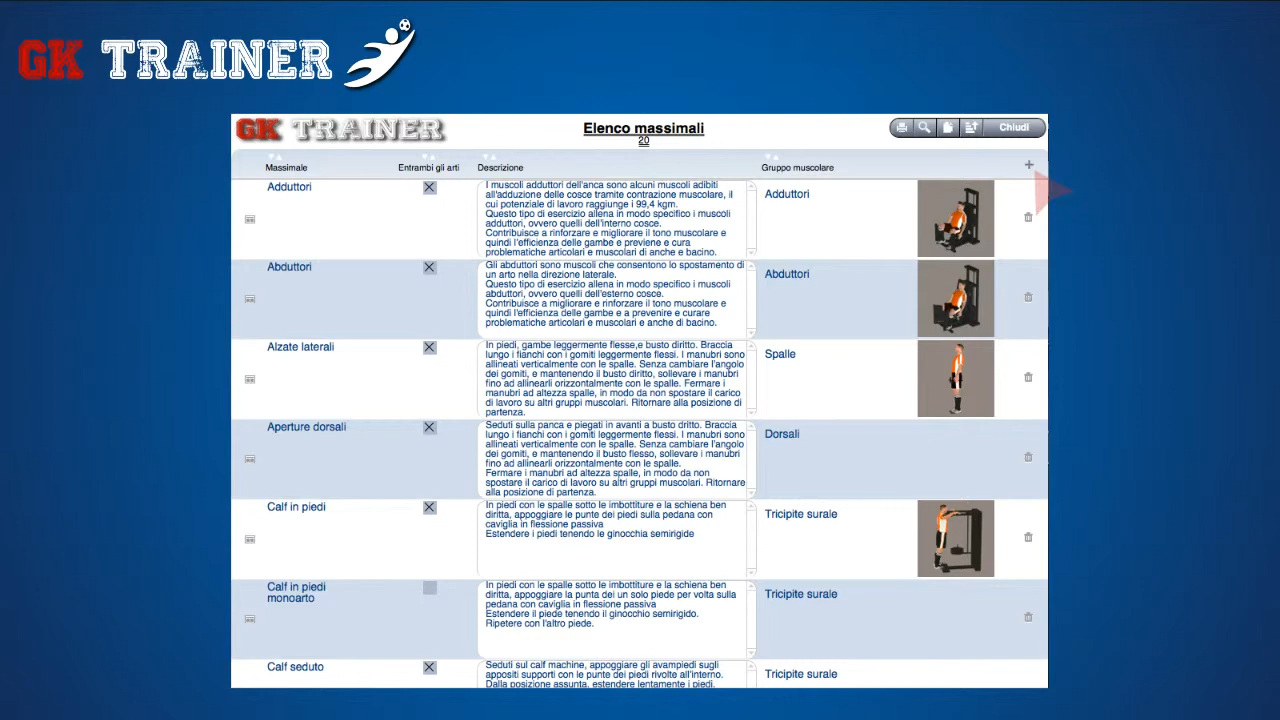 GK TRAINER
GK TRAINER
Elenco massimali
20
Chiudi
Massimale
Entrambi gli arti
Descrizione
Gruppo muscolare
Adduttori
I muscoli adduttori dell'anca sono alcuni muscoli adibiti
all'adduzione delle cosce tramite contrazione muscolare, il
cui potenziale di lavoro raggiunge i 99,4 kgm.
Questo tipo di esercizio allena in modo specifico i muscoli
adduttori, ovvero quelli dell'interno cosce.
Contribuisce a rinforzare e migliorare il tono muscolare e
quindi l'efficienza delle gambe e previene e cura
problematiche articolari e muscolari di anche e bacino.
Adduttori
Abduttori
Gli abduttori sono muscoli che consentono lo spostamento di
un arto nella direzione laterale.
Questo tipo di esercizio allena in modo specifico i muscoli
abduttori, ovvero quelli dell'esterno cosce.
Contribuisce a migliorare e rinforzare il tono muscolare e
quindi l'efficienza delle gambe e a prevenire e curare
problematiche articolari e muscolari e anche di bacino.
Abduttori
Alzate laterali
In piedi, gambe leggermente flesse,e busto diritto. Braccia
lungo i fianchi con i gomiti leggermente flessi. I manubri sono
allineati verticalmente con le spalle. Senza cambiare l'angolo
dei gomiti, e mantenendo il busto diritto, sollevare i manubri
fino ad allinearli orizzontalmente con le spalle. Fermare i
manubri ad altezza spalle, in modo da non spostare il carico
di lavoro su altri gruppi muscolari. Ritornare alla posizione di
partenza.
Spalle
Aperture dorsali
Seduti sulla panca e piegati in avanti a busto dritto. Braccia
lungo i fianchi con i gomiti leggermente flessi. I manubri sono
allineati verticalmente con le spalle. Senza cambiare l'angolo
dei gomiti, e mantenendo il busto flesso, sollevare i manubri
fino ad allinearli orizzontalmente con le spalle.
Fermare i manubri ad altezza spalle, in modo da non
spostare il carico di lavoro su altri gruppi muscolari. Ritornare
alla posizione di partenza.
Dorsali
Calf in piedi
In piedi con le spalle sotto le imbottiture e la schiena ben
diritta, appoggiare le punte dei piedi sulla pedana con
caviglia in flessione passiva
Estendere i piedi tenendo le ginocchia semirigide
Tricipite surale
Calf in piedi
monoarto
In piedi con le spalle sotto le imbottiture e la schiena ben
diritta, appoggiare la punta dei un solo piede per volta sulla
pedana con caviglia in flessione passiva
Estendere il piede tenendo il ginocchio semirigido.
Ripetere con l'altro piede.
Tricipite surale
Calf seduto
Seduti sul calf machine, appoggiare gli avampiedi sugli
appositi supporti con le punte dei piedi rivolte all'interno.
Dalla posizione assunta, estendere lentamente i piedi,
Tricipite surale